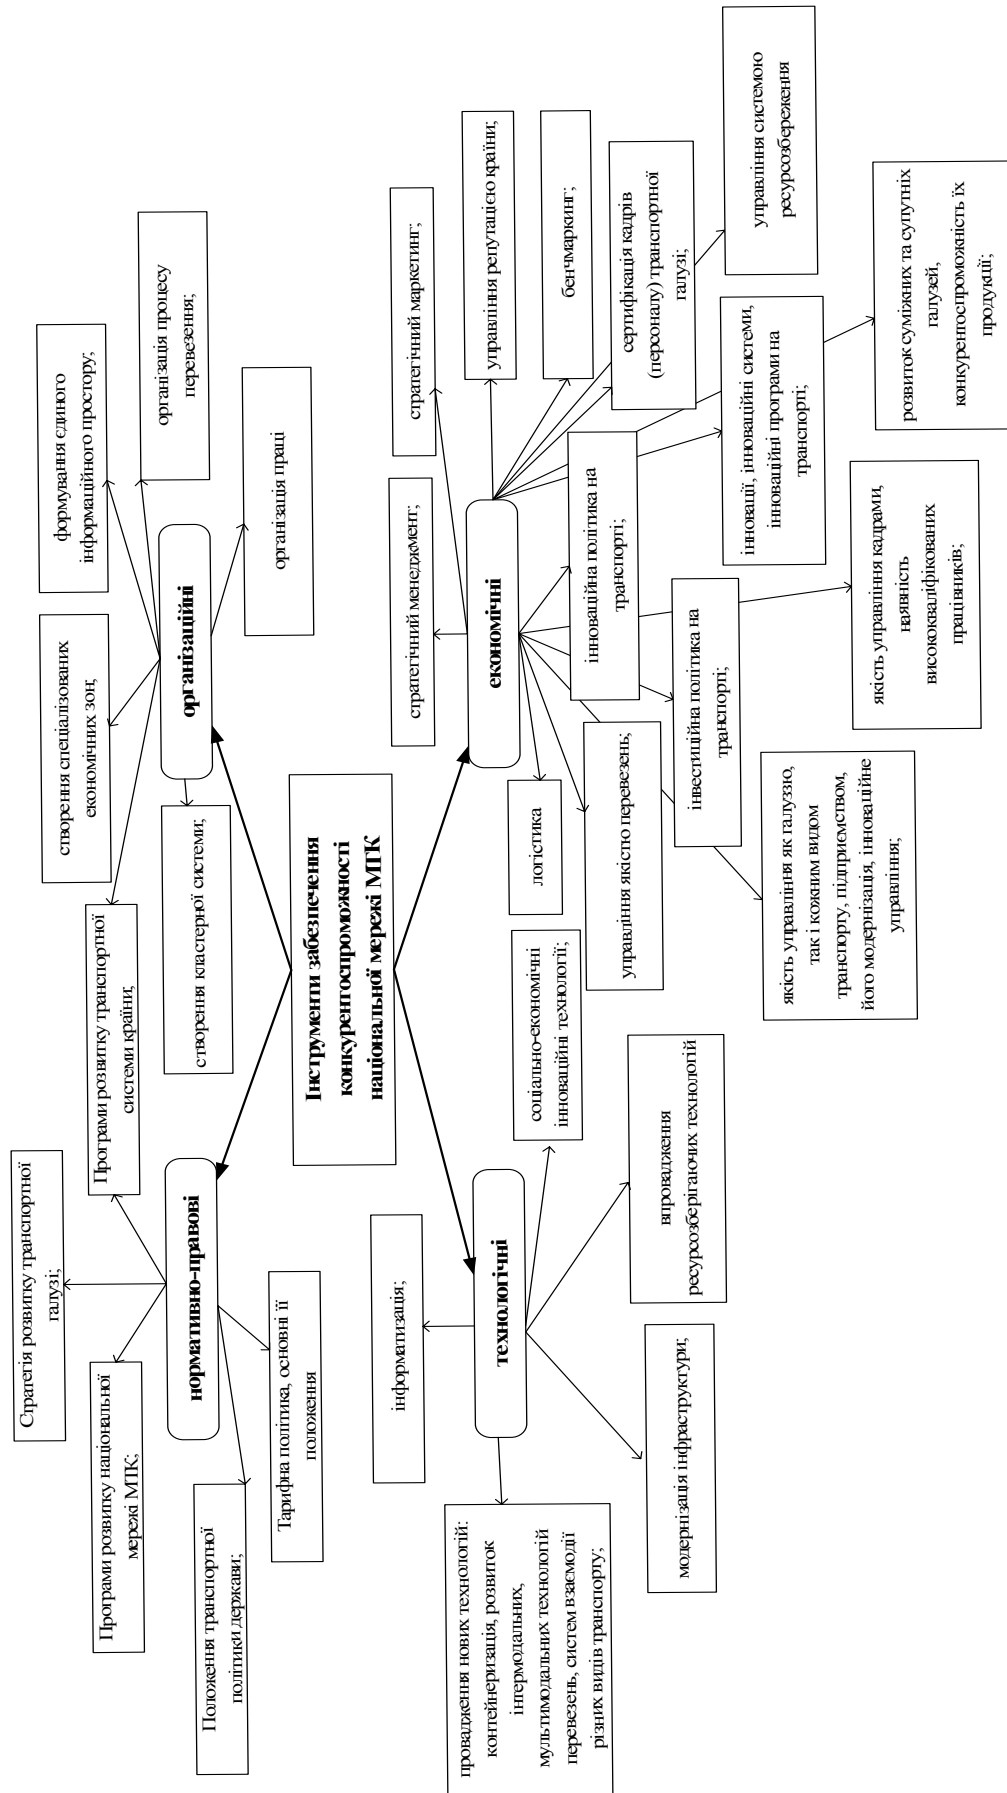 Стратегія розвитку транспортної
галузі;
Програми розвитку національної
мережі МТК;
Програми розвитку транспортної
системи країни;
Положення транспортної
політики держави;
Тарифна політика, основні її
положення
нормативно-правові
створення спеціалізованих
економічних зон;
формування єдиного
інформаційного простору;
організація процесу
перевезення;
організація праці
організаційні
створення кластерної системи;
Інструменти забезпечення
конкурентоспроможності
національної мережі МТК
інформатизація;
технологічні
провадження нових технологій:
контейнеризація, розвиток
інтермодальних,
мультимодальних технологій
перевезень, систем взаємодії
різних видів транспорту;
модернізація інфраструктури;
впровадження
ресурсозберігаючих технологій
соціально-економічні
інноваційні технології;
стратегічний менеджмент;
стратегічний маркетинг;
управління репутацією країни;
бенчмаркинг;
сертифікація кадрів
(персоналу) транспортної
галузі;
управління системою
ресурсозбереження
економічні
логістика
управління якістю перевезень;
інноваційна політика на
транспорті;
інвестиційна політика на
транспорті;
інновації, інноваційні системи,
інноваційні програми на
транспорті;
розвиток суміжних та супутніх
галузей,
конкурентоспроможність їх
продукції;
якість управління кадрами,
наявність
висококваліфікованих
працівників;
якість управління як галуззю,
так і кожним видом
транспорту, підприємством,
його модернізація, інноваційне
управління;